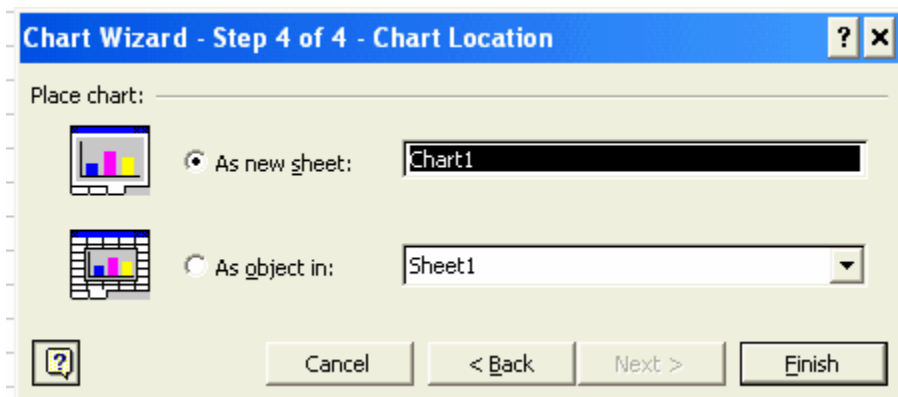 Chart Wizard - Step 4 of 4 - Chart Location
Place chart:
As new sheet: Chart1
As object in: Sheet1
Cancel < Back Next > Finish